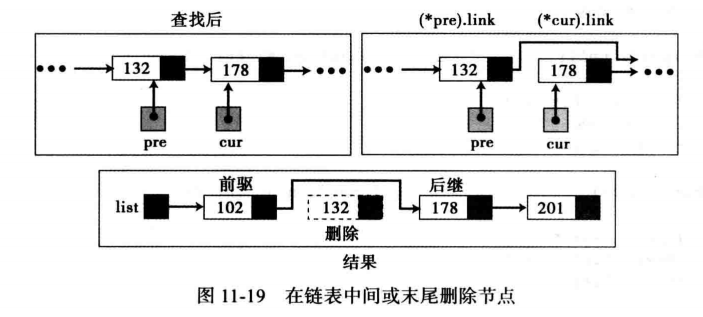 查找后
(*pre).link (*cur).link
132 178
pre cur
132 178
pre cur
list
前驱
102
132
删除
后继
178
201
结果
图 11-19 在链表中间或末尾删除节点